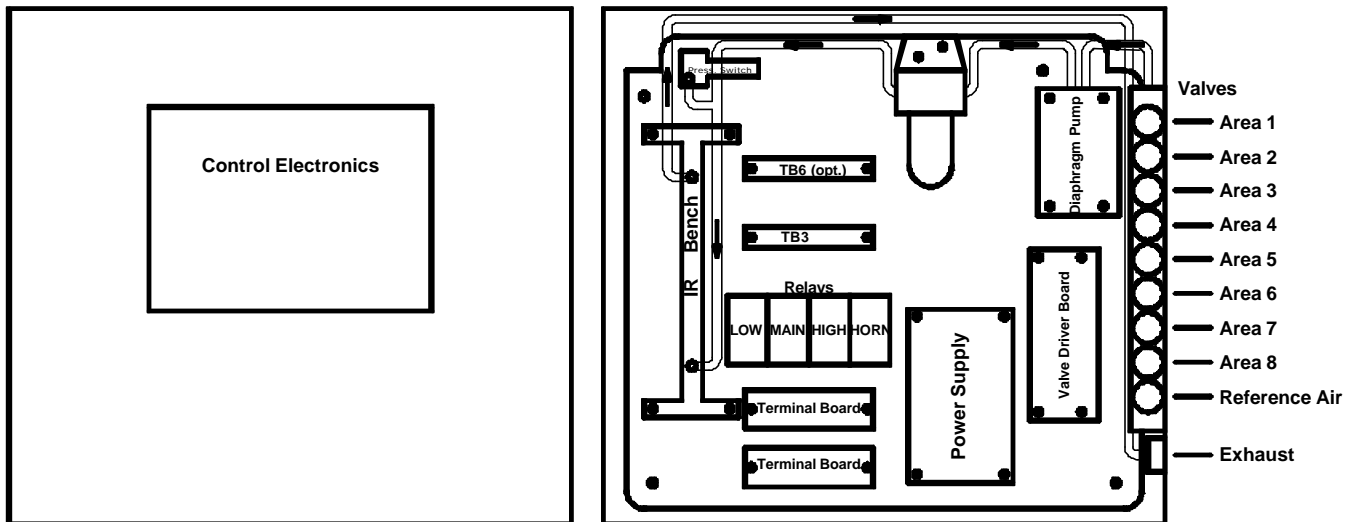 Control Electronics
Press. Switch
IR Bench
TB6 (opt.)
TB3
Relays
LOW MAIN HIGH HORN
Terminal Board
Terminal Board
Power Supply
Diaphragm Pump
Valve Driver Board
Valves
Area 1
Area 2
Area 3
Area 4
Area 5
Area 6
Area 7
Area 8
Reference Air
Exhaust